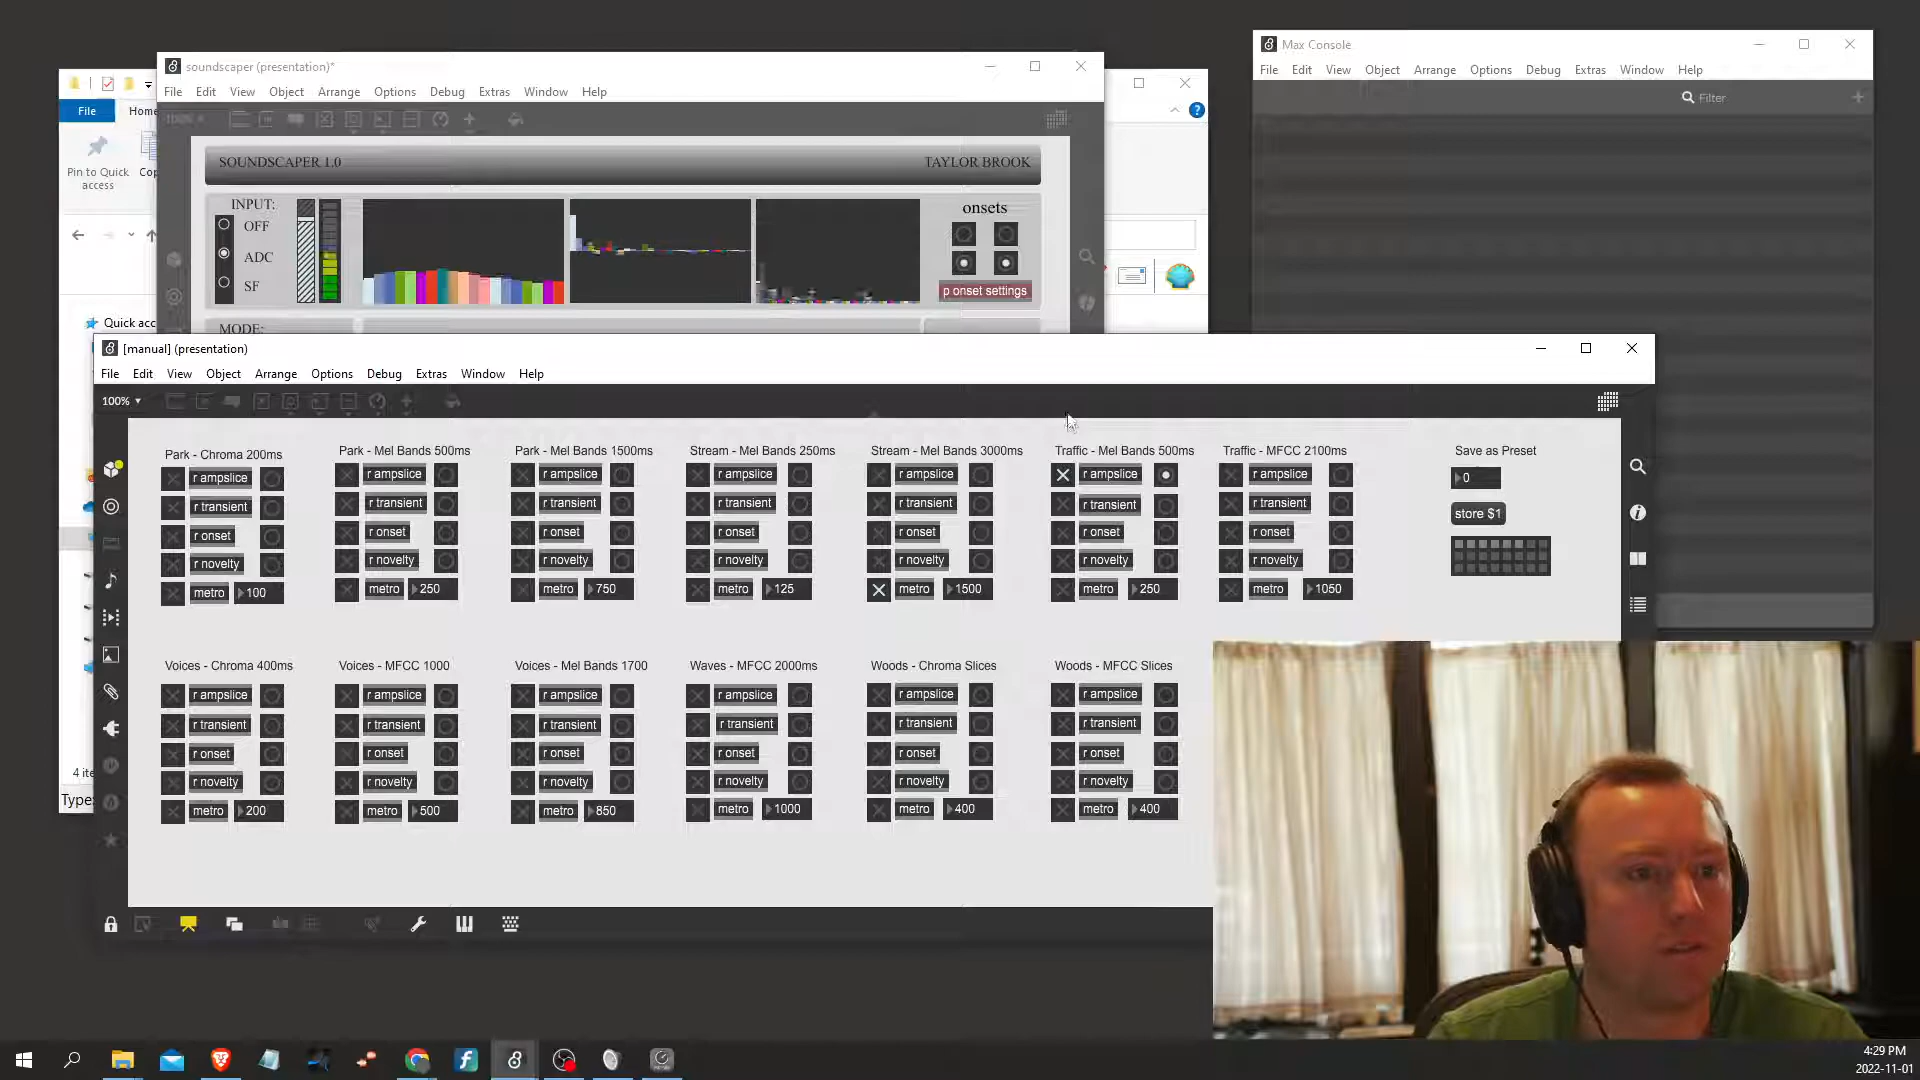 soundscaper (presentation)*
File Edit View Object Arrange Options Debug Extras Window Help
Max Console
File Edit View Object Arrange Options Debug Extras Window Help
Filter
File Home
Pin to Quick access
Quick acc
SOUNDSCAPER 1.0 TAYLOR BROOK
INPUT:
OFF
ADC
SF
onsets
p onset settings
MODE:
[manual] (presentation)
File Edit View Object Arrange Options Debug Extras Window Help
100%
Park - Chroma 200ms
r ampslice
r transient
r onset
r novelty
metro 100
Park - Mel Bands 500ms
r ampslice
r transient
r onset
r novelty
metro 250
Park - Mel Bands 1500ms
r ampslice
r transient
r onset
r novelty
metro 750
Stream - Mel Bands 250ms
r ampslice
r transient
r onset
r novelty
metro 125
Stream - Mel Bands 3000ms
r ampslice
r transient
r onset
r novelty
metro 1500
Traffic - Mel Bands 500ms
r ampslice
r transient
r onset
r novelty
metro 250
Traffic - MFCC 2100ms
r ampslice
r transient
r onset
r novelty
metro 1050
Save as Preset
0
store $1
Voices - Chroma 400ms
r ampslice
r transient
r onset
r novelty
metro 200
Voices - MFCC 1000
r ampslice
r transient
r onset
r novelty
metro 500
Voices - Mel Bands 1700
r ampslice
r transient
r onset
r novelty
metro 850
Waves - MFCC 2000ms
r ampslice
r transient
r onset
r novelty
metro 1000
Woods - Chroma Slices
r ampslice
r transient
r onset
r novelty
metro 400
Woods - MFCC Slices
r ampslice
r transient
r onset
r novelty
metro 400
4 ite
Type:
4:29 PM
2022-11-01